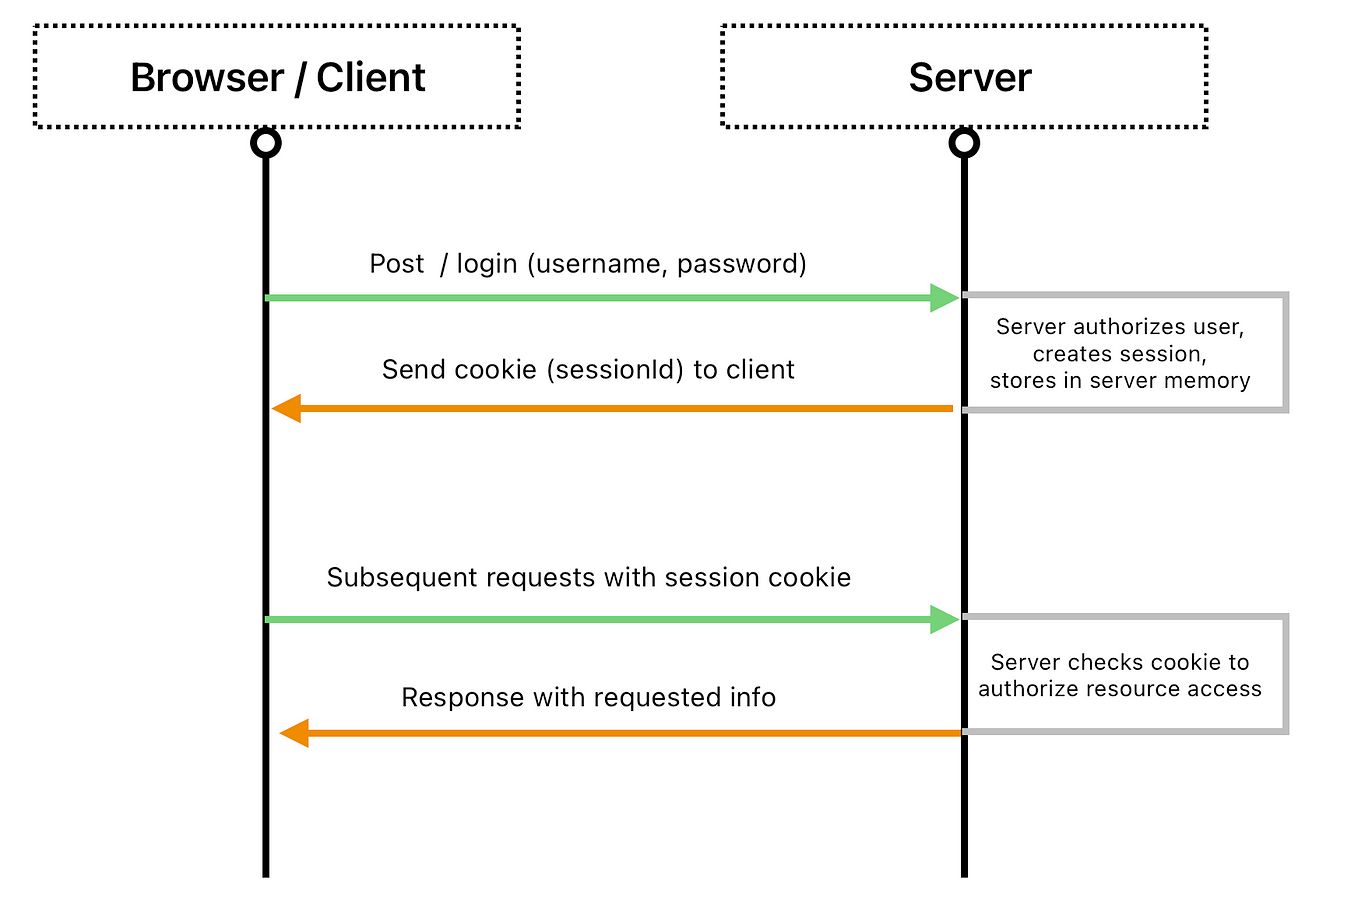 Browser / Client
Server
Post / login (username, password)
Server authorizes user,
creates session,
stores in server memory
Send cookie (sessionId) to client
Subsequent requests with session cookie
Server checks cookie to
authorize resource access
Response with requested info